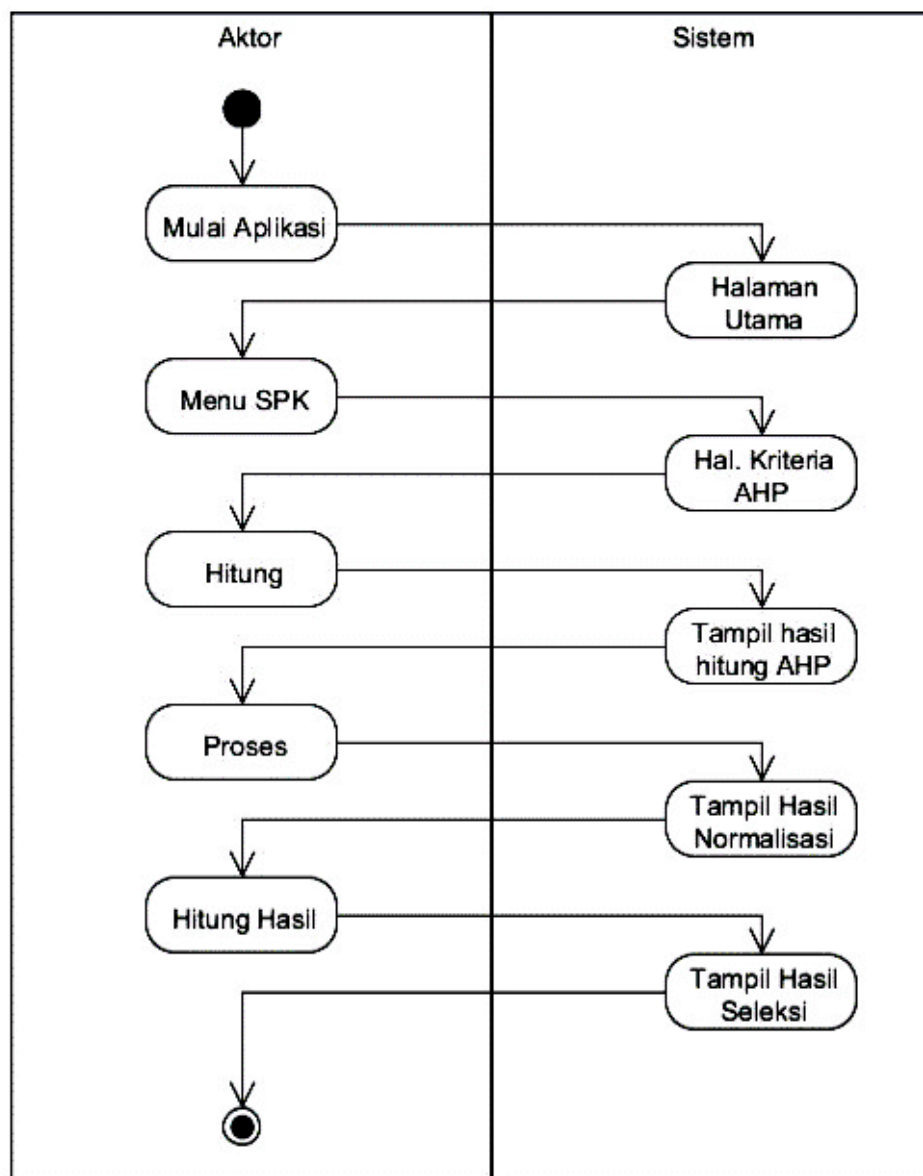 Aktor
Sistem
Mulai Aplikasi
Halaman
Utama
Menu SPK
Hal. Kriteria
AHP
Hitung
Tampil hasil
hitung AHP
Proses
Tampil Hasil
Normalisasi
Hitung Hasil
Tampil Hasil
Seleksi